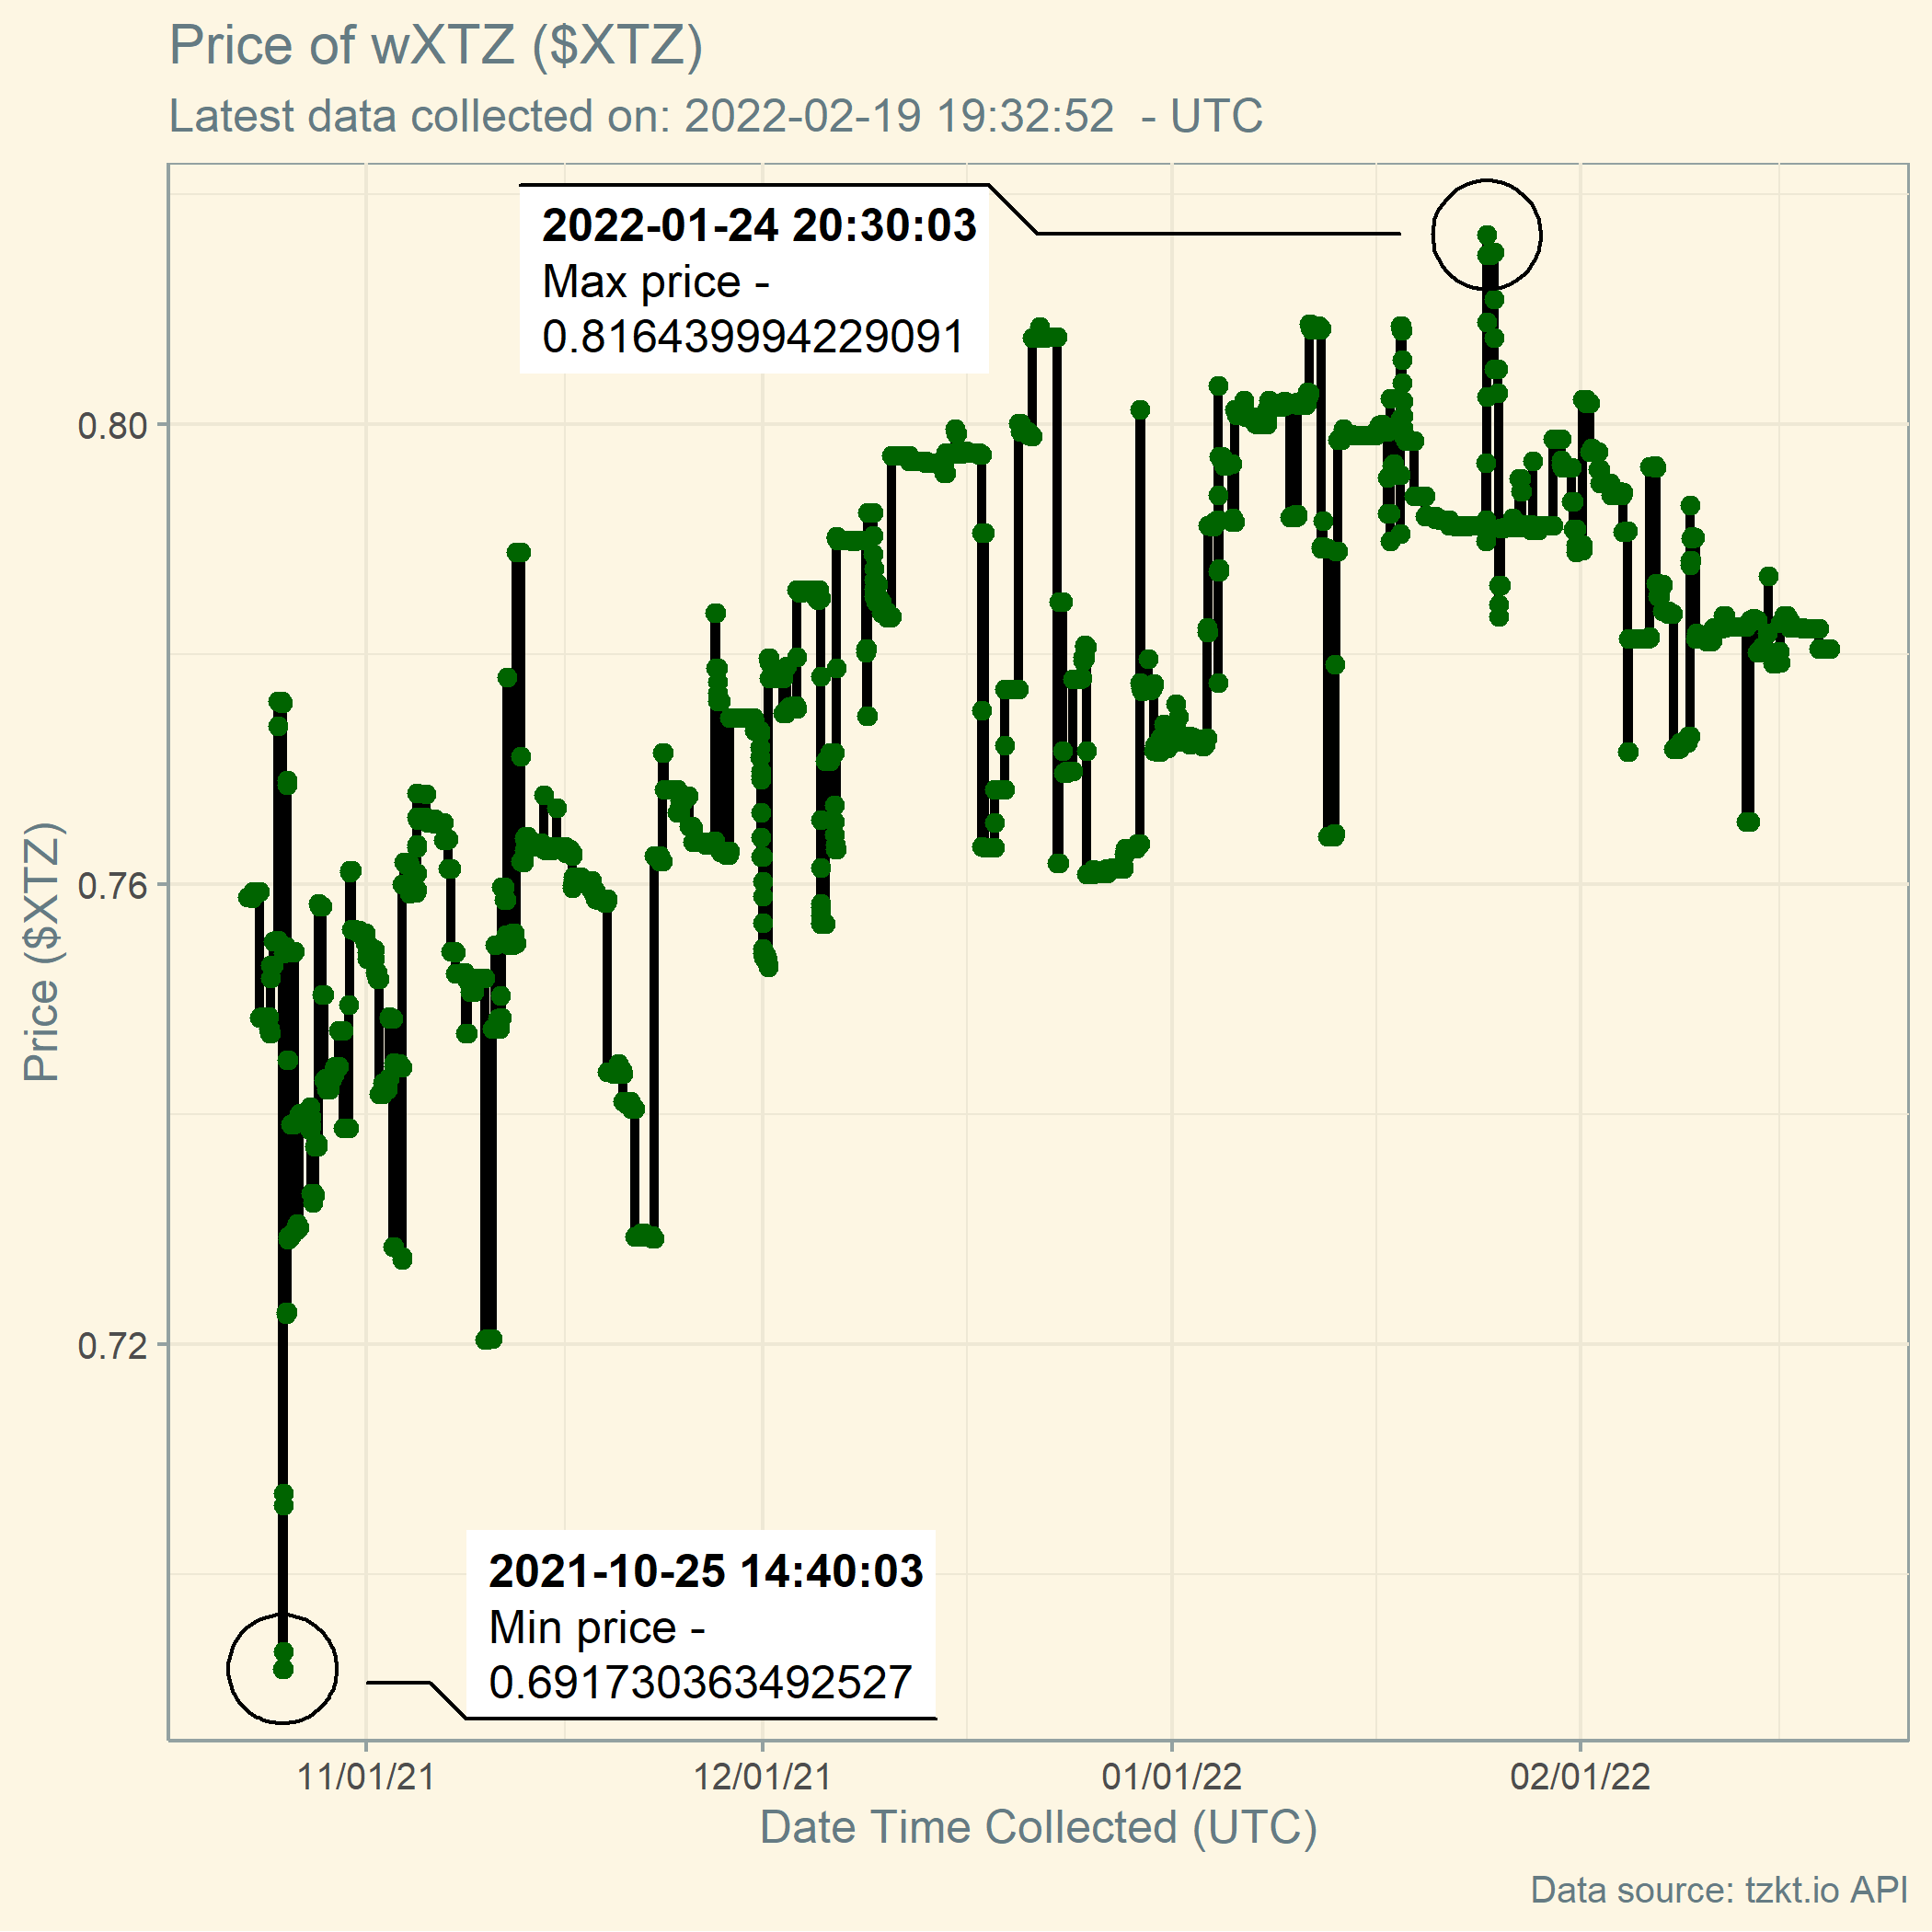 Price of wXTZ ($XTZ)
Latest data collected on: 2022-02-19 19:32:52  - UTC
2022-01-24 20:30:03
Max price -
0.816439994229091
0.80
0.76
0.72
Price ($XTZ)
2021-10-25 14:40:03
Min price -
0.691730363492527
11/01/21
12/01/21
01/01/22
02/01/22
Date Time Collected (UTC)
Data source: tzkt.io API